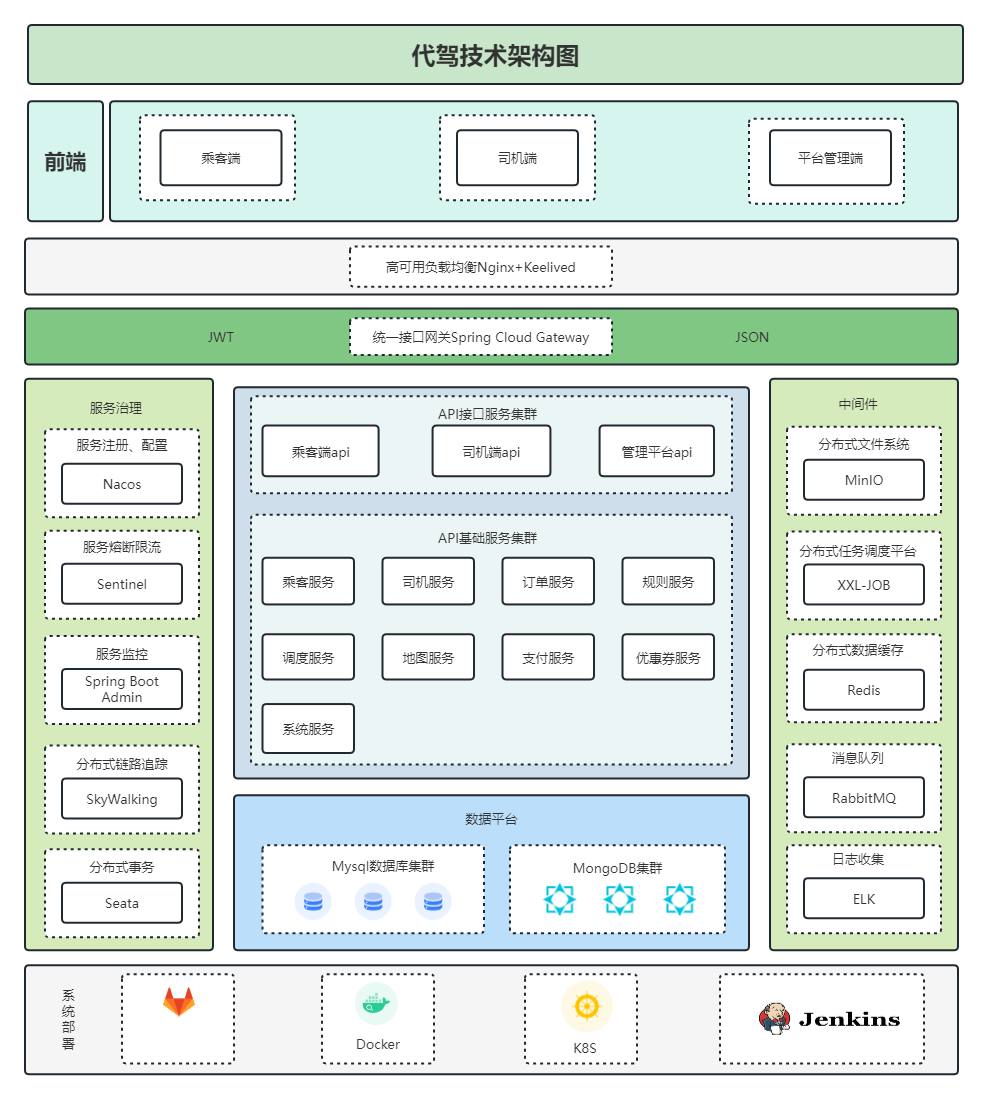 代驾技术架构图
前端
乘客端
司机端
平台管理端
高可用负载均衡Nginx+Keelived
JWT
统一接口网关Spring Cloud Gateway
JSON
服务治理
服务注册、配置
Nacos
服务熔断限流
Sentinel
服务监控
Spring Boot
Admin
分布式链路追踪
SkyWalking
分布式事务
Seata
API接口服务集群
乘客端api
司机端api
管理平台api
API基础服务集群
乘客服务
司机服务
订单服务
规则服务
调度服务
地图服务
支付服务
优惠券服务
系统服务
数据平台
Mysql数据库集群
MongoDB集群
中间件
分布式文件系统
MinIO
分布式任务调度平台
XXL-JOB
分布式数据缓存
Redis
消息队列
RabbitMQ
日志收集
ELK
系统部署
Docker
K8S
Jenkins